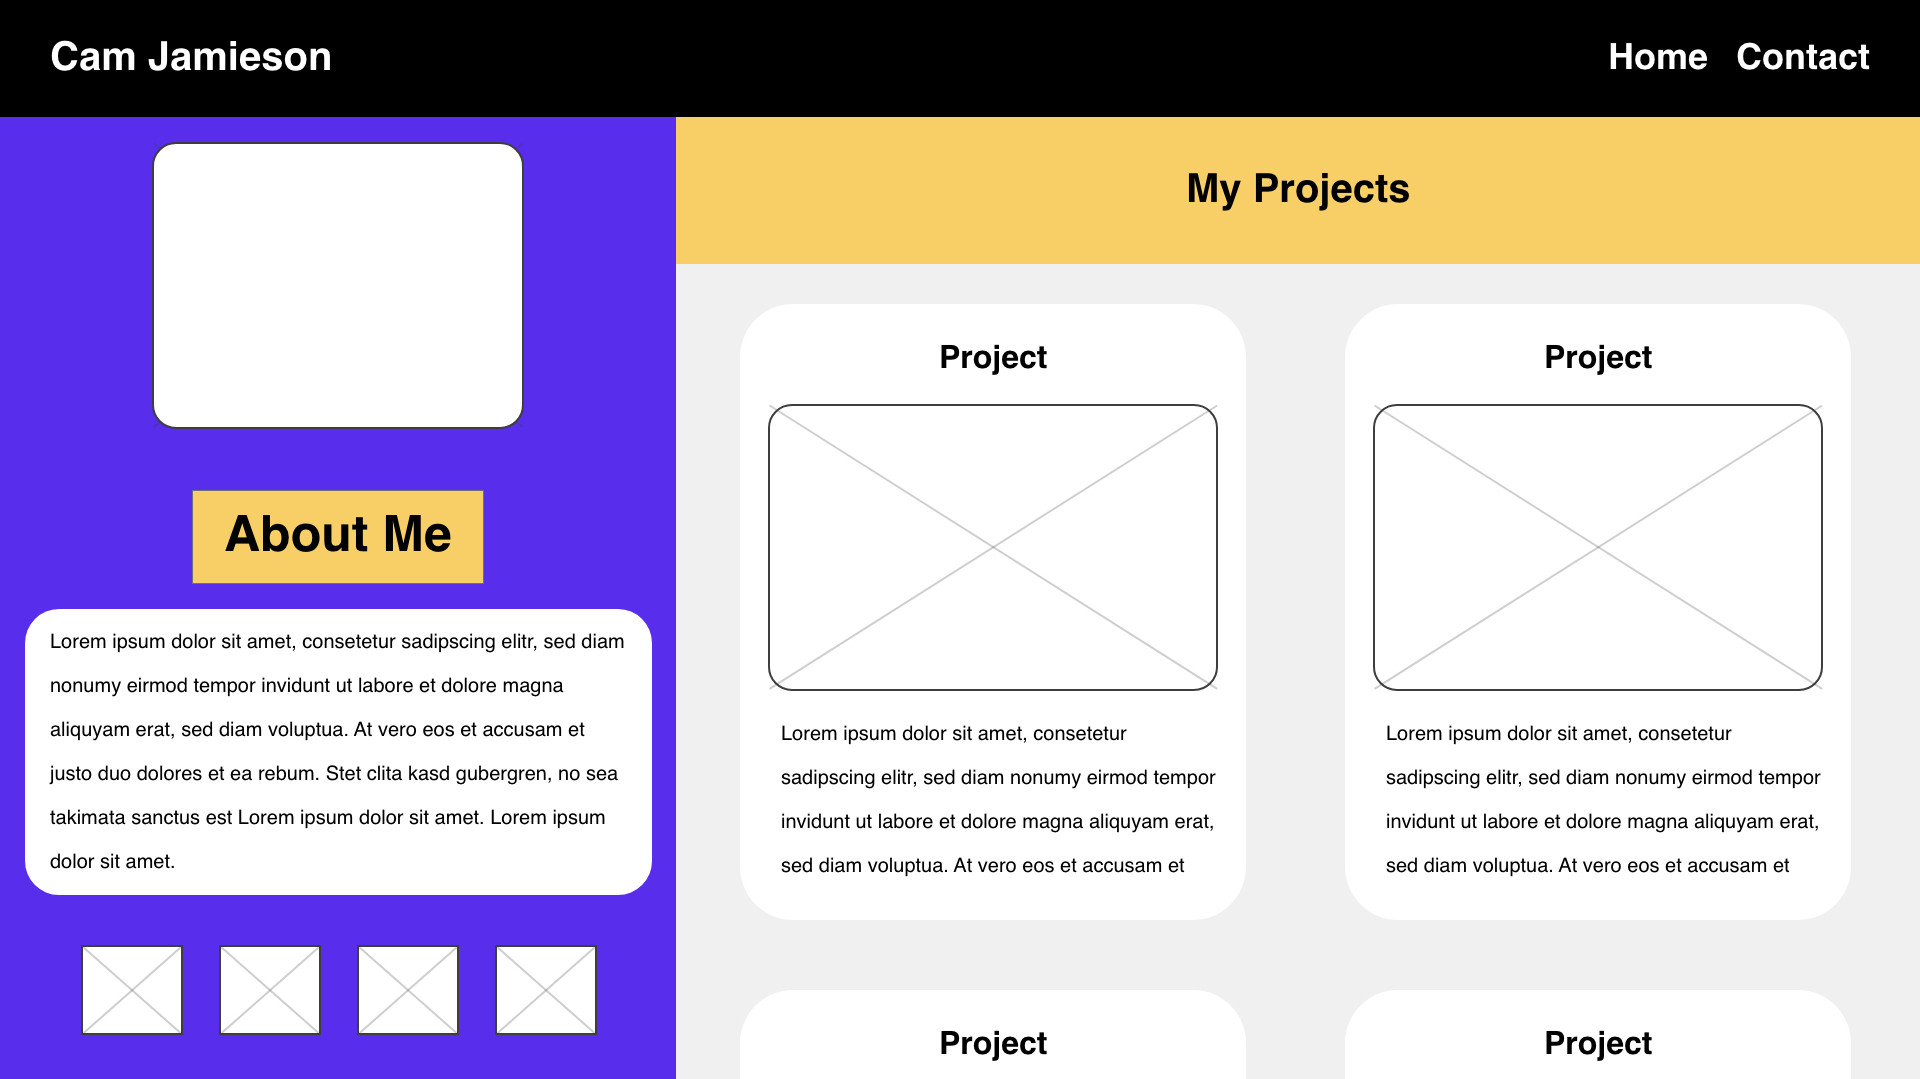 Cam Jamieson
Home Contact
About Me
Lorem ipsum dolor sit amet, consetetur sadipscing elitr, sed diam
nonumy eirmod tempor invidunt ut labore et dolore magna
aliquyam erat, sed diam voluptua. At vero eos et accusam et
justo duo dolores et ea rebum. Stet clita kasd gubergren, no sea
takimata sanctus est Lorem ipsum dolor sit amet. Lorem ipsum
dolor sit amet.
My Projects
Project
Lorem ipsum dolor sit amet, consetetur
sadipscing elitr, sed diam nonumy eirmod tempor
invidunt ut labore et dolore magna aliquyam erat,
sed diam voluptua. At vero eos et accusam et
Project
Lorem ipsum dolor sit amet, consetetur
sadipscing elitr, sed diam nonumy eirmod tempor
invidunt ut labore et dolore magna aliquyam erat,
sed diam voluptua. At vero eos et accusam et
Project
Project